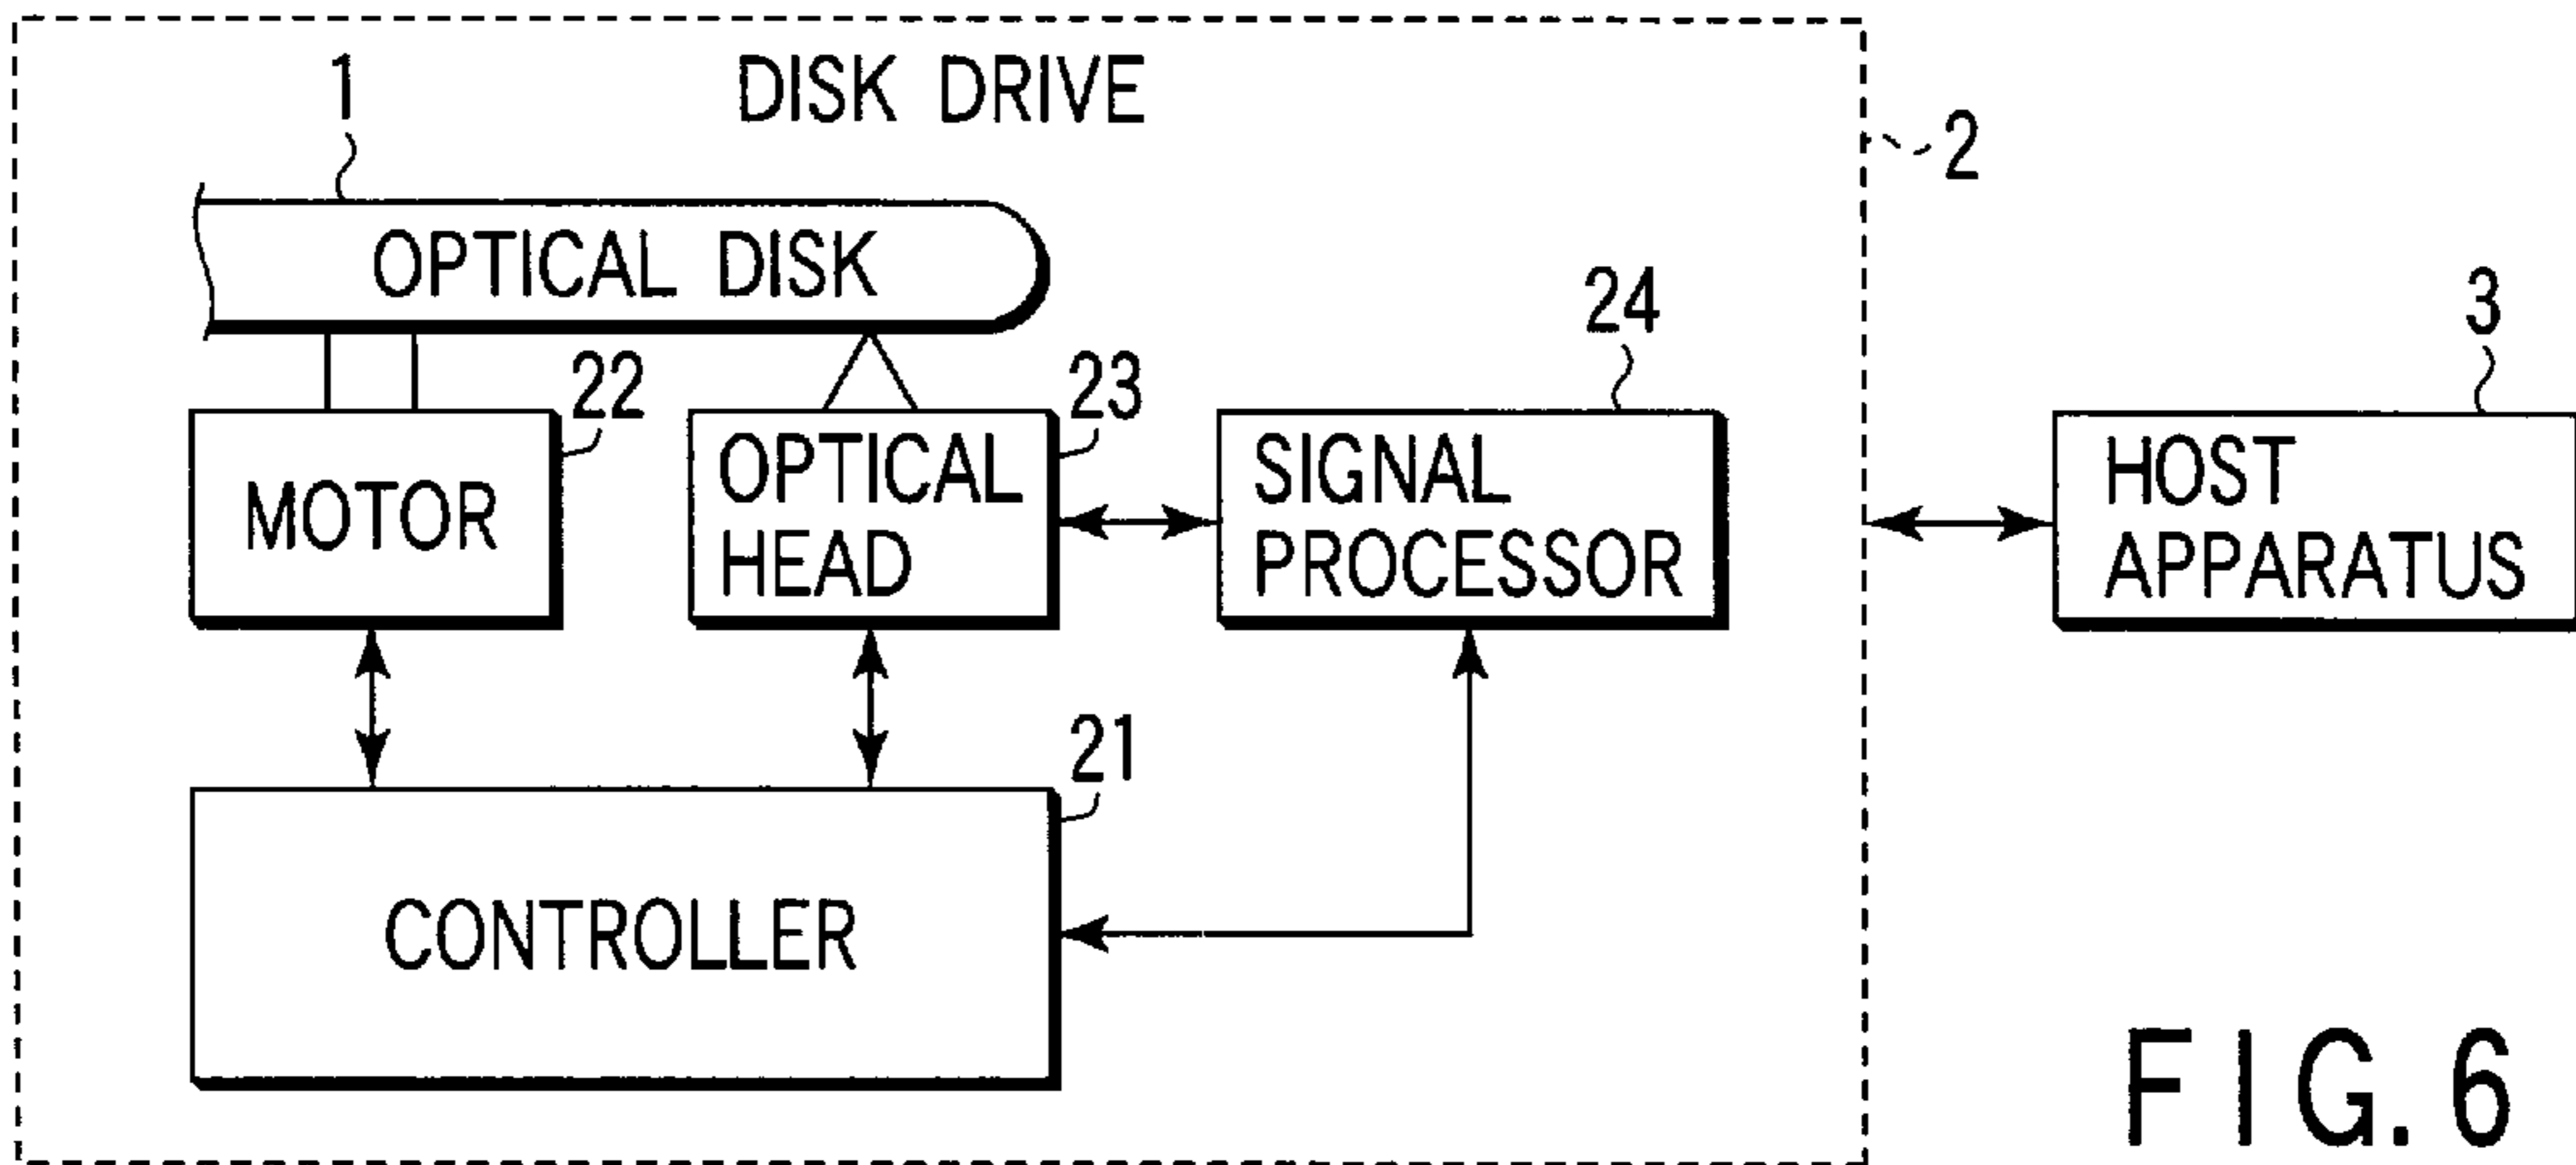 DISK DRIVE
1
2
OPTICAL DISK
24
3
22
23
MOTOR
OPTICAL
HEAD
SIGNAL
PROCESSOR
HOST
APPARATUS
21
CONTROLLER
FIG. 6